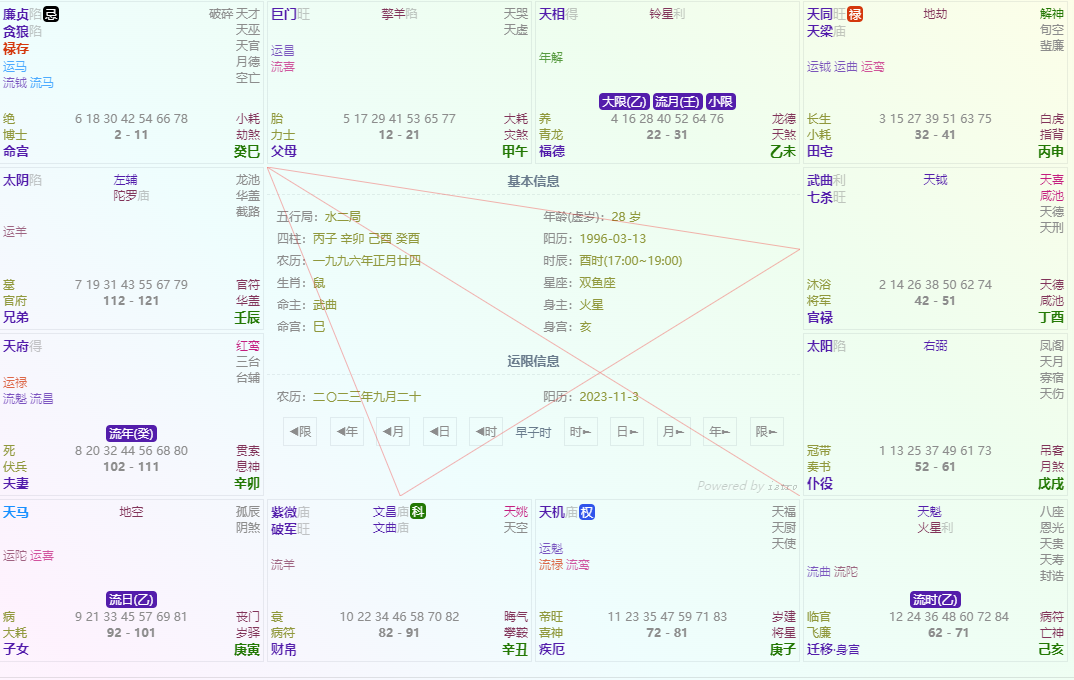 廉贞陷忌 破碎 天才
贪狼陷 天巫
禄存 天官
运马 月德
流钺 流马 空亡
绝 6 18 30 42 54 66 78 小耗
博士 2 - 11 劫煞
命宫 癸巳
巨门旺 擎羊陷 天哭
天虚
运昌
流喜
胎 5 17 29 41 53 65 77 大耗
力士 12 - 21 灾煞
父母 甲午
天相得 铃星利
年解
大限(乙) 流月(壬) 小限
养 4 16 28 40 52 64 76 龙德
青龙 22 - 31 天煞
福德 乙未
天同旺禄 地劫 解神
天梁庙 旬空
蜚廉
运钺 运曲 运鸾
长生 3 15 27 39 51 63 75 白虎
小耗 32 - 41 指背
田宅 丙申
太阴陷 左辅 龙池
陀罗庙 华盖
截路
运羊
墓 7 19 31 43 55 67 79 官符
官府 112 - 121 华盖
兄弟 壬辰
基本信息
五行局：水二局 年龄(虚岁)：28 岁
四柱：丙子 辛卯 己酉 癸酉 阳历：1996-03-13
农历：一九九六年正月廿四 时辰：酉时(17:00~19:00)
生肖：鼠 星座：双鱼座
命主：武曲 身主：火星
命宫：巳 身宫：亥
运限信息
农历：二〇二三年九月二十 阳历：2023-11-3
◄限 ◄年 ◄月 ◄日 ◄时 早子时 时► 日► 月► 年► 限►
Powered by iztro
武曲利 天钺 天喜
七杀旺 咸池
天德
天刑
沐浴 2 14 26 38 50 62 74 天德
将军 42 - 51 咸池
官禄 丁酉
天府得 红鸾
三台
台辅
运禄
流魁 流昌
流年(癸)
死 8 20 32 44 56 68 80 贯索
伏兵 102 - 111 息神
夫妻 辛卯
太阳陷 右弼 凤阁
天月
寡宿
天伤
冠带 1 13 25 37 49 61 73 吊客
奏书 52 - 61 月煞
仆役 戊戌
天马 地空 孤辰
阴煞
运陀 运喜
流日(乙)
病 9 21 33 45 57 69 81 丧门
大耗 92 - 101 岁驿
子女 庚寅
紫微庙 文昌庙科 天姚
破军旺 文曲庙 天空
流羊
衰 10 22 34 46 58 70 82 晦气
病符 82 - 91 攀鞍
财帛 辛丑
天机庙权 天福
天厨
天使
运魁
流禄 流鸾
帝旺 11 23 35 47 59 71 83 岁建
喜神 72 - 81 将星
疾厄 庚子
天魁 八座
火星利 恩光
天贵
天寿
流曲 流陀 封诰
流时(乙)
临官 12 24 36 48 60 72 84 病符
飞廉 62 - 71 亡神
迁移·身宫 己亥